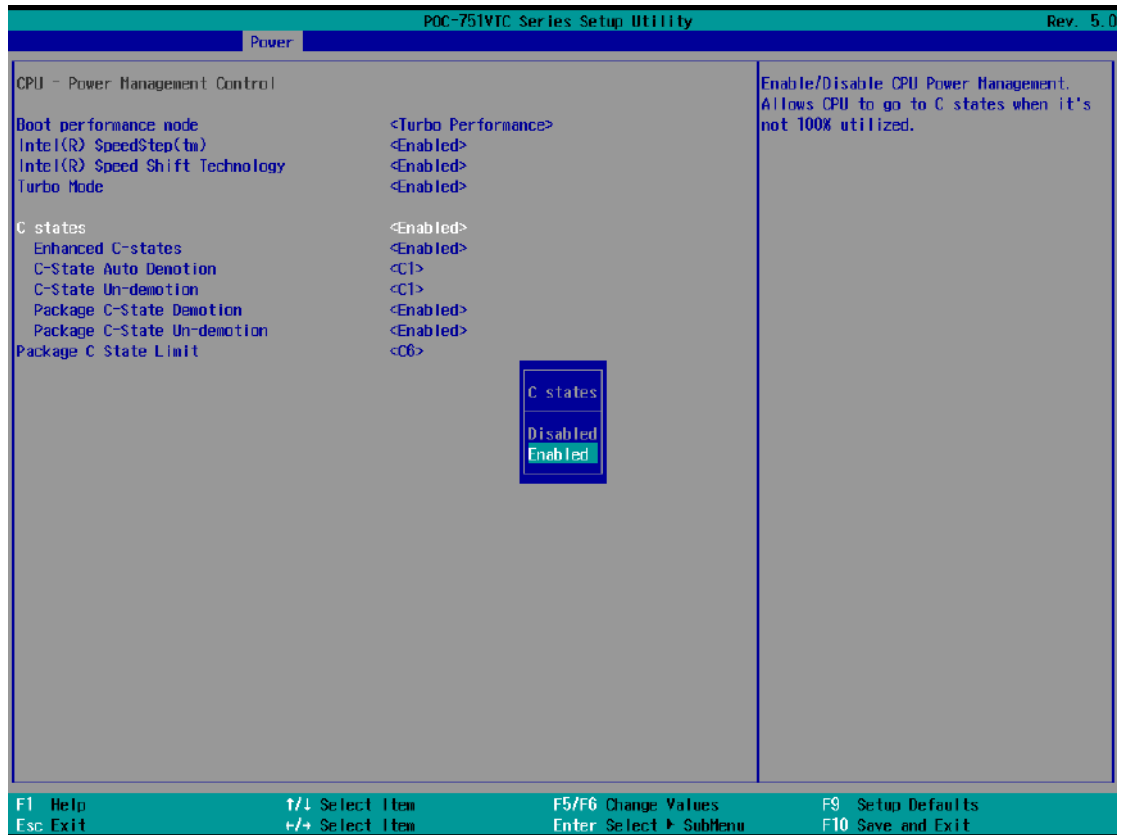 POC-751VTC Series Setup Utility Rev. 5.0
Power
CPU - Power Management Control
Boot performance mode <Turbo Performance>
Intel(R) SpeedStep(tm) <Enabled>
Intel(R) Speed Shift Technology <Enabled>
Turbo Mode <Enabled>
C states <Enabled>
Enhanced C-states <Enabled>
C-State Auto Demotion <C1>
C-State Un-demotion <C1>
Package C-State Demotion <Enabled>
Package C-State Un-demotion <Enabled>
Package C State Limit <C6>
Enable/Disable CPU Power Management.
Allows CPU to go to C states when it's
not 100% utilized.
C states
Disabled
Enabled
F1 Help ↑/↓ Select Item F5/F6 Change Values F9 Setup Defaults
Esc Exit ←/→ Select Item Enter Select ▶ SubMenu F10 Save and Exit